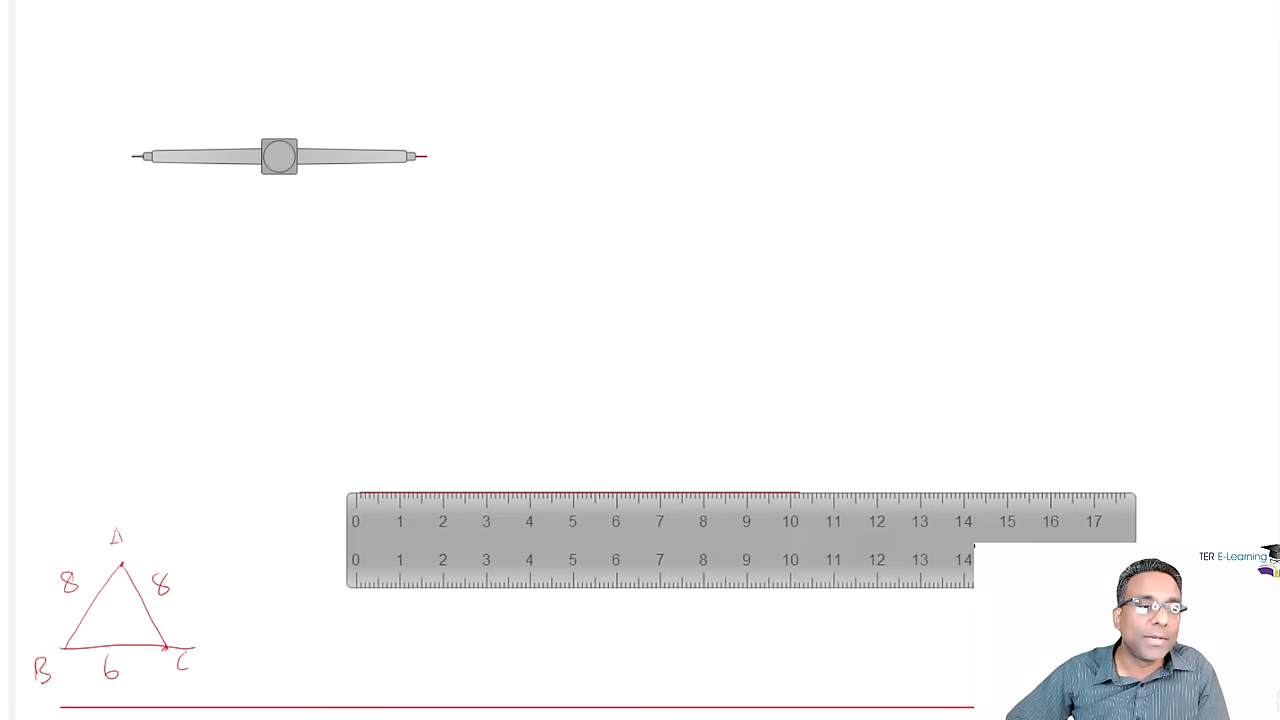 0 1 2 3 4 5 6 7 8 9 10 11 12 13 14 15 16 17
0 1 2 3 4 5 6 7 8 9 10 11 12 13 14
TER E-Learning
A
8 8
B 6 C